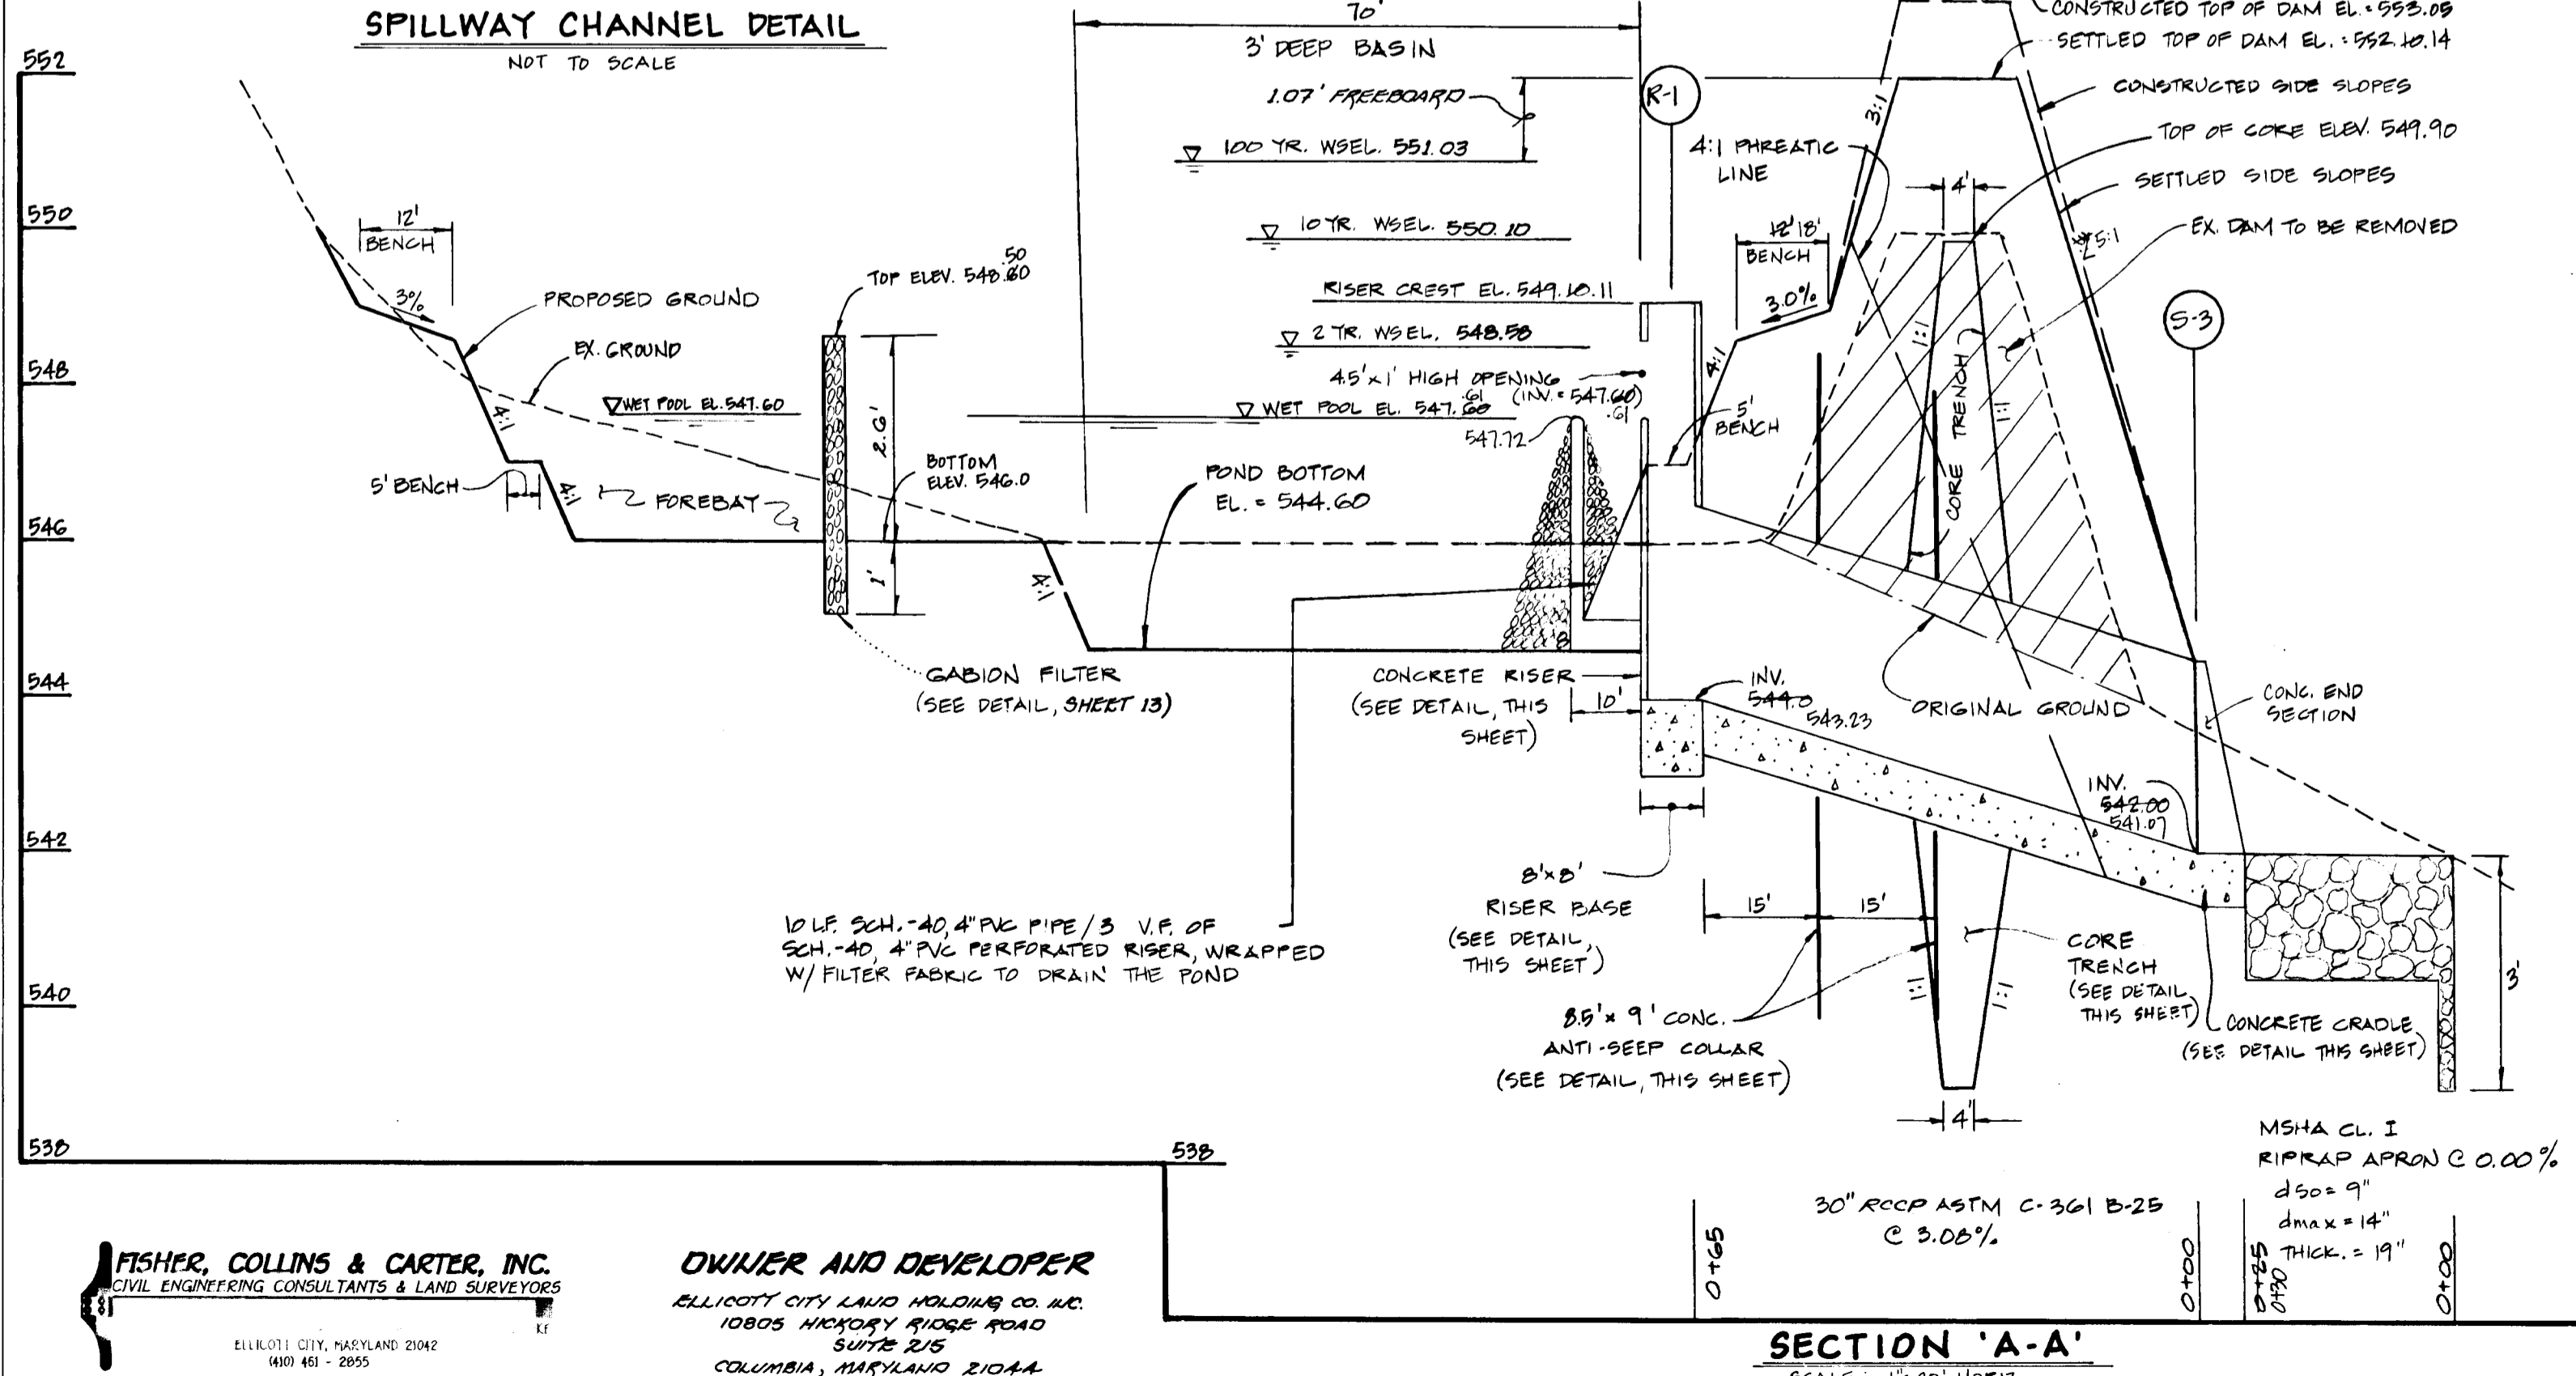 SPILLWAY CHANNEL DETAIL
NOT TO SCALE
70'
3' DEEP BASIN
1.07' FREEBOARD
100 YR. WSEL. 551.03
10 YR. WSEL. 550.10
RISER CREST EL. 549.10.11
2 YR. WSEL. 548.58
4.5' x 1' HIGH OPENING
(INV. = 547.60)
.61
WET POOL EL. 547.60
.61
547.72
R-1
CONSTRUCTED TOP OF DAM EL. = 553.05
SETTLED TOP OF DAM EL. = 552.10.14
CONSTRUCTED SIDE SLOPES
TOP OF CORE ELEV. 549.90
SETTLED SIDE SLOPES
EX. DAM TO BE REMOVED
4:1 PHREATIC
LINE
3:1
4'
12' 18'
BENCH
3.0%
4:1
5'
BENCH
1:1
CORE TRENCH
1:1
5:1
S-3
552
550
548
546
544
542
540
538
538
12'
BENCH
3%
PROPOSED GROUND
EX. GROUND
4:1
5' BENCH
4:1
FOREBAY
WET POOL EL. 547.60
TOP ELEV. 548.60
.50
2.6'
BOTTOM
ELEV. 546.0
1'
4:1
POND BOTTOM
EL. = 544.60
GABION FILTER
(SEE DETAIL, SHEET 13)
CONCRETE RISER
(SEE DETAIL, THIS
SHEET)
10'
INV.
544.0
543.23
ORIGINAL GROUND
CONC. END
SECTION
INV.
542.00
541.07
10 L.F. SCH.-40, 4" PVC PIPE / 3 V.F. OF
SCH.-40, 4" PVC PERFORATED RISER, WRAPPED
W/ FILTER FABRIC TO DRAIN THE POND
8'x8'
RISER BASE
(SEE DETAIL,
THIS SHEET)
15'
15'
8.5' x 9' CONC.
ANTI-SEEP COLLAR
(SEE DETAIL, THIS SHEET)
1:1
1:1
4'
CORE
TRENCH
(SEE DETAIL
THIS SHEET)
CONCRETE CRADLE
(SEE DETAIL THIS SHEET)
3'
MSHA CL. I
RIPRAP APRON @ 0.00%
d50 = 9"
dmax = 14"
THICK. = 19"
30" RCCP ASTM C-361 B-25
@ 3.08%
0+65
0+00
0+25
0+30
0+00
FISHER, COLLINS & CARTER, INC.
CIVIL ENGINEERING CONSULTANTS & LAND SURVEYORS
ELLICOTT CITY, MARYLAND 21042
(410) 461 - 2855
OWNER AND DEVELOPER
ELLICOTT CITY LAND HOLDING CO. INC.
10805 HICKORY RIDGE ROAD
SUITE 215
COLUMBIA, MARYLAND 21044
SECTION 'A-A'